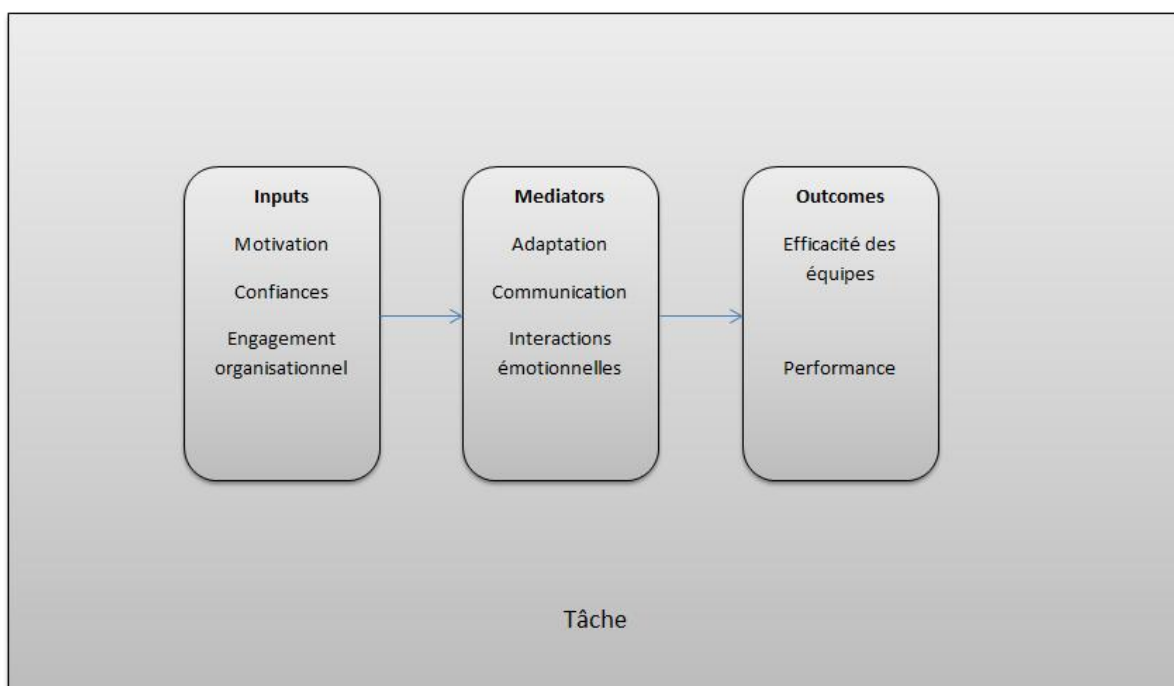 Inputs
Motivation
Confiances
Engagement
organisationnel
Mediators
Adaptation
Communication
Interactions
émotionnelles
Outcomes
Efficacité des
équipes
Performance
Tâche